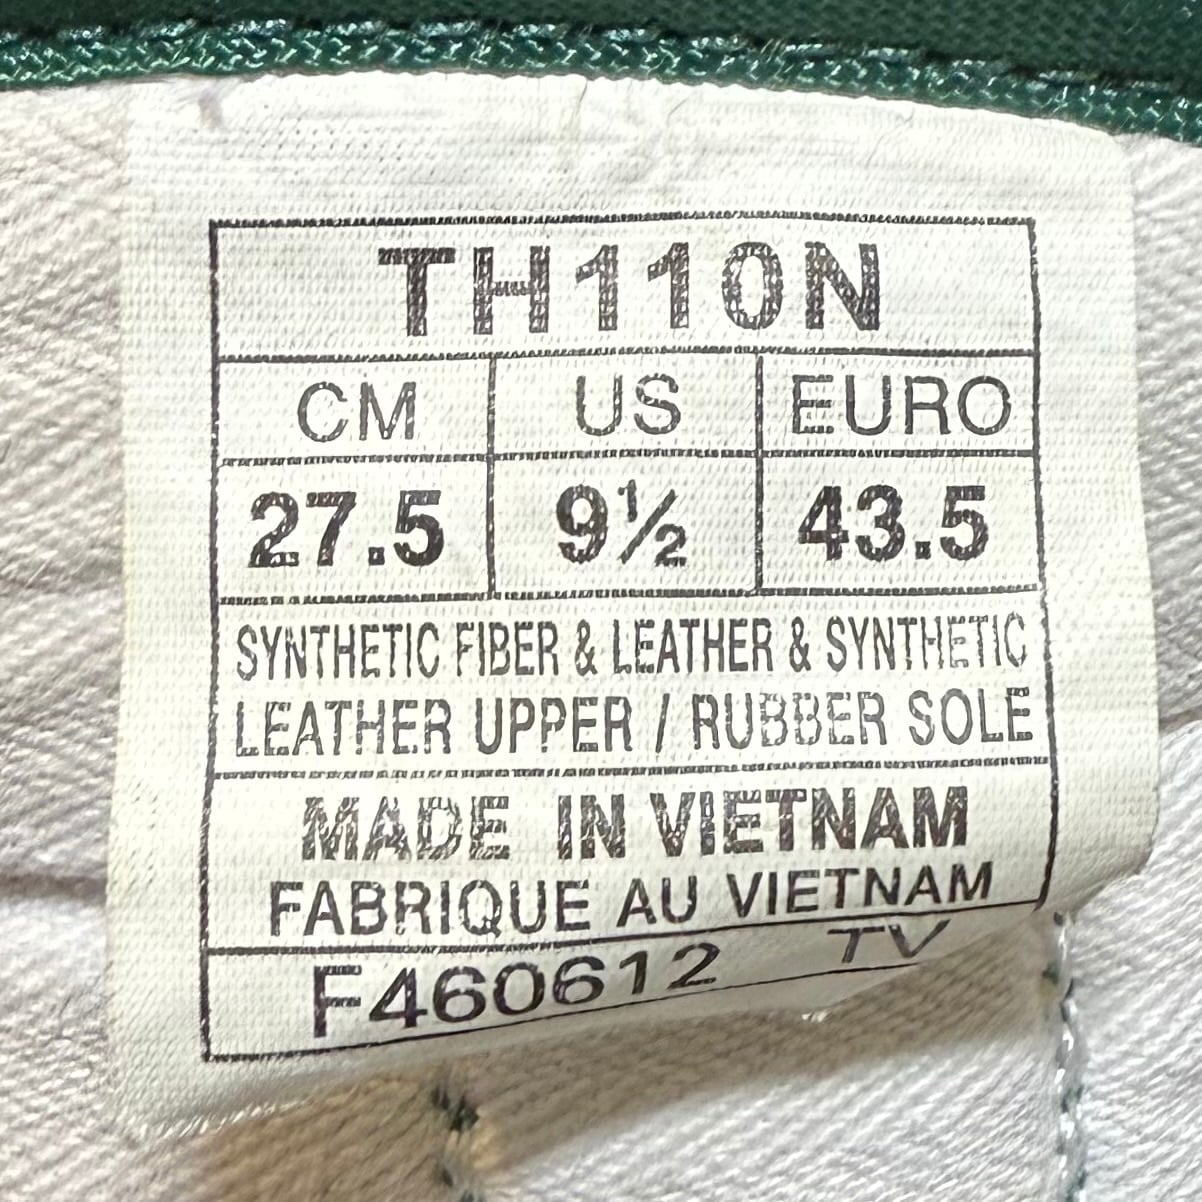 TH110N
CM US EURO
27.5 9½ 43.5
SYNTHETIC FIBER & LEATHER & SYNTHETIC
LEATHER UPPER / RUBBER SOLE
MADE IN VIETNAM
FABRIQUE AU VIETNAM
F460612 TV